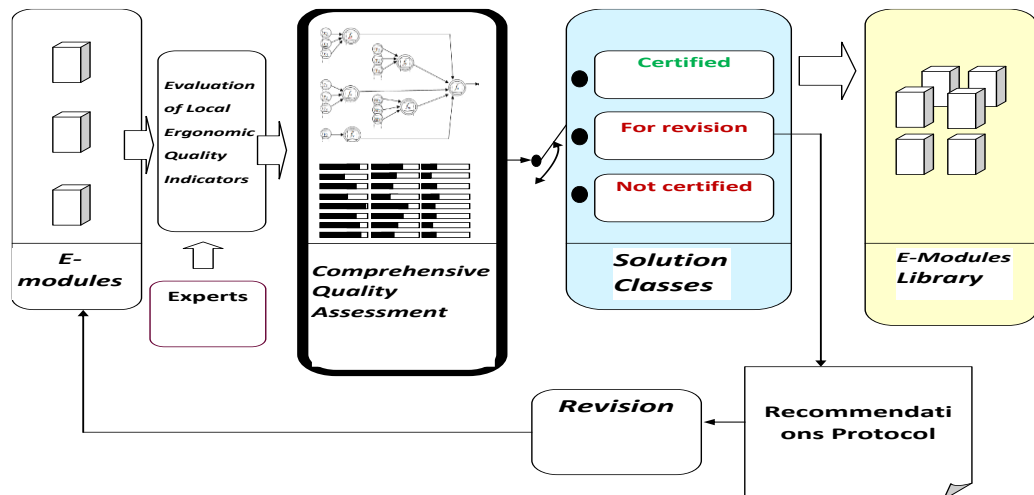 E-
modules
Evaluation
of Local
Ergonomic
Quality
Indicators
Experts
Comprehensive
Quality
Assessment
Certified
For revision
Not certified
Solution
Classes
E-Modules
Library
Revision
Recommendati
ons Protocol